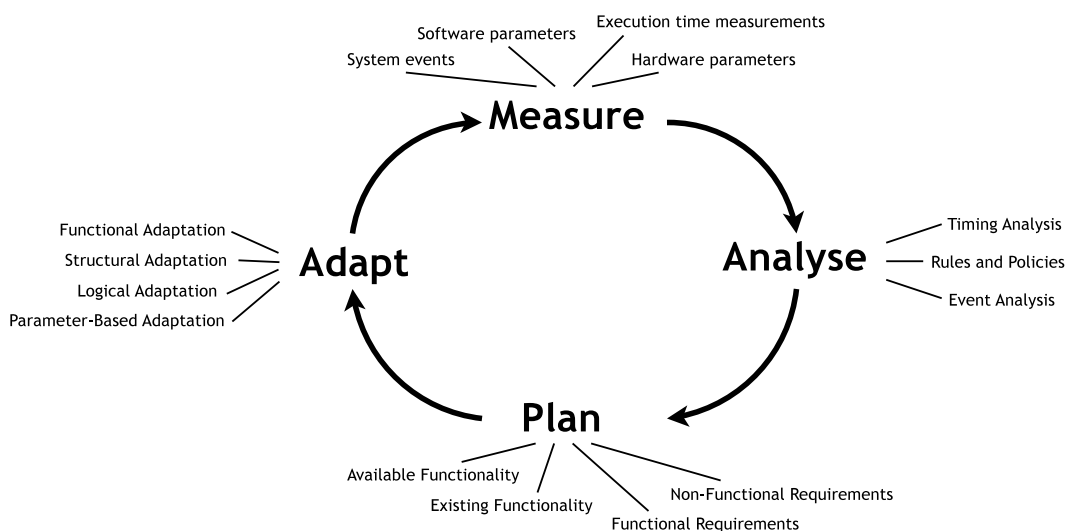 Execution time measurements
Software parameters
System events
Hardware parameters
Measure
Functional Adaptation
Structural Adaptation
Logical Adaptation
Parameter-Based Adaptation
Adapt
Analyse
Timing Analysis
Rules and Policies
Event Analysis
Plan
Available Functionality
Existing Functionality
Non-Functional Requirements
Functional Requirements